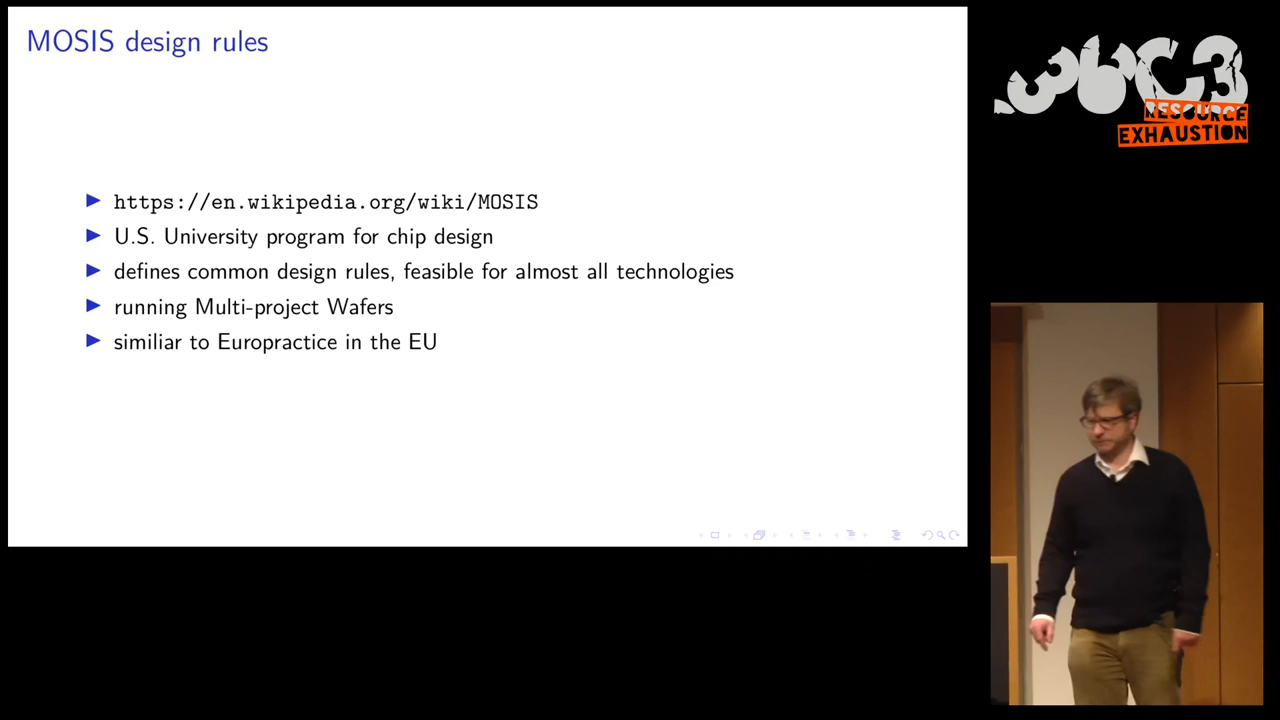 MOSIS design rules
https://en.wikipedia.org/wiki/MOSIS
U.S. University program for chip design
defines common design rules, feasible for almost all technologies
running Multi-project Wafers
similiar to Europractice in the EU
36C3
RESOURCE
EXHAUSTION